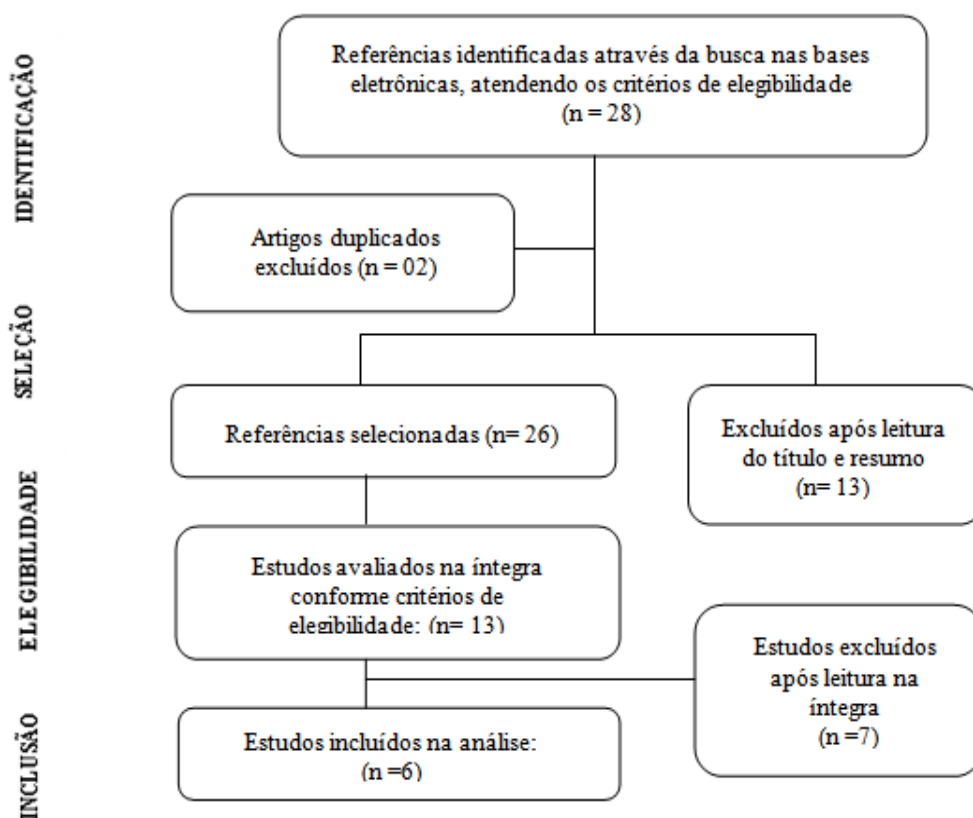 IDENTIFICAÇÃO
Referências identificadas através da busca nas bases
eletrônicas, atendendo os critérios de elegibilidade
(n = 28)
Artigos duplicados
excluídos (n = 02)
SELEÇÃO
Referências selecionadas (n= 26)
Excluídos após leitura
do título e resumo
(n= 13)
ELEGIBILIDADE
Estudos avaliados na íntegra
conforme critérios de
elegibilidade: (n= 13)
Estudos excluídos
após leitura na
íntegra
(n =7)
INCLUSÃO
Estudos incluídos na análise:
(n =6)